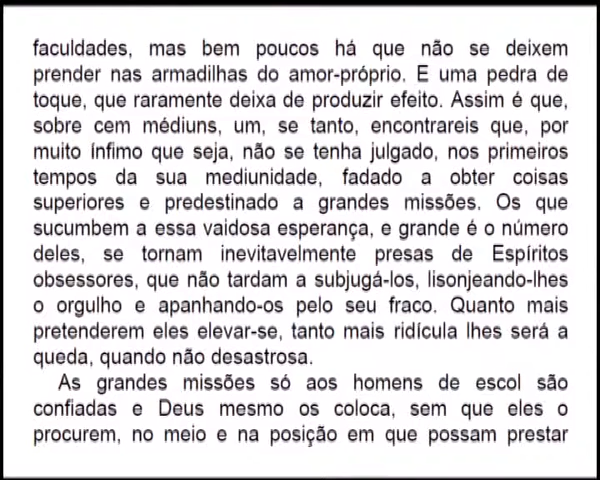 faculdades, mas bem poucos há que não se deixem
prender nas armadilhas do amor-próprio. E uma pedra de
toque, que raramente deixa de produzir efeito. Assim é que,
sobre cem médiuns, um, se tanto, encontrareis que, por
muito ínfimo que seja, não se tenha julgado, nos primeiros
tempos da sua mediunidade, fadado a obter coisas
superiores e predestinado a grandes missões. Os que
sucumbem a essa vaidosa esperança, e grande é o número
deles, se tornam inevitavelmente presas de Espíritos
obsessores, que não tardam a subjugá-los, lisonjeando-lhes
o orgulho e apanhando-os pelo seu fraco. Quanto mais
pretenderem eles elevar-se, tanto mais ridícula lhes será a
queda, quando não desastrosa.
As grandes missões só aos homens de escol são
confiadas e Deus mesmo os coloca, sem que eles o
procurem, no meio e na posição em que possam prestar